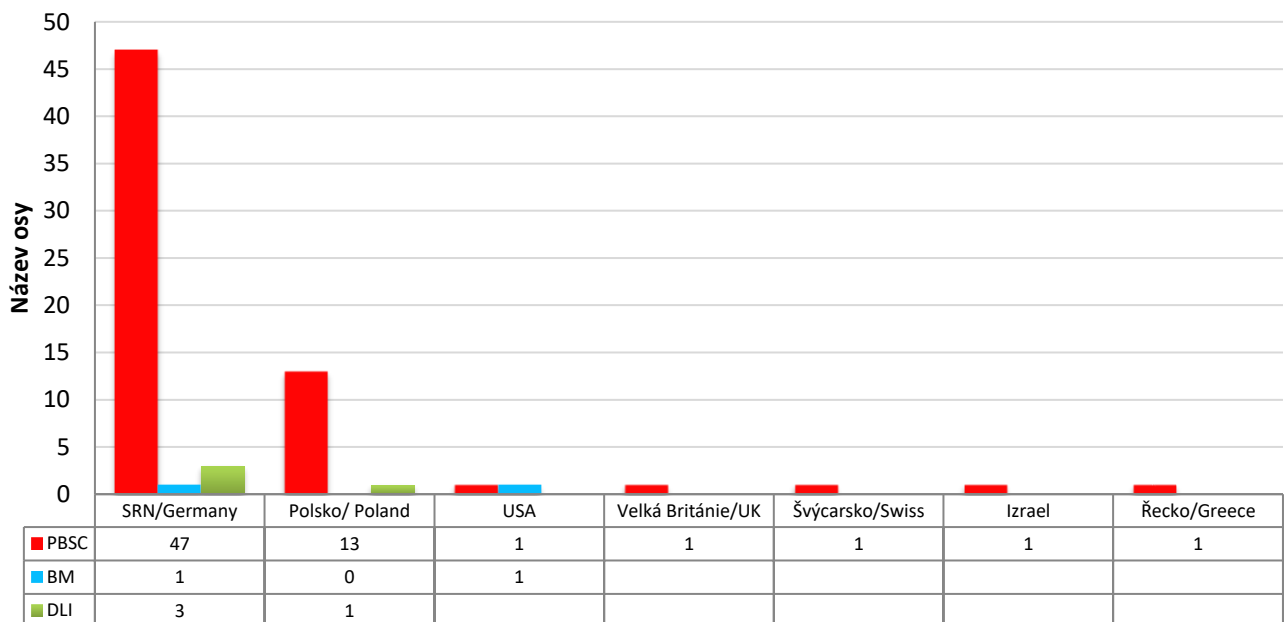 50
45
40
35
30
25
20
15
10
5
0
Název osy
SRN/Germany Polsko/ Poland USA Velká Británie/UK Švýcarsko/Swiss Izrael Řecko/Greece
PBSC 47 13 1 1 1 1 1
BM 1 0 1
DLI 3 1